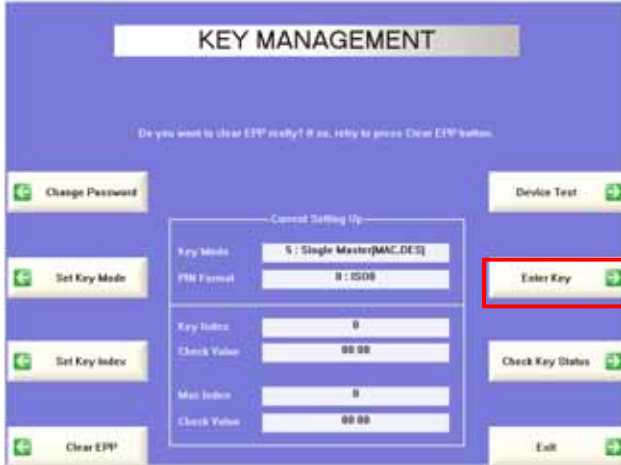 KEY MANAGEMENT
Do you want to clear EPP really? If so, retry to press Clear EPP button.
Change Password
Device Test
Current Setting Up
Key Mode
5 : Single Master(MAC,DES)
Set Key Mode
PIN Format
0 : ISO0
Enter Key
Key Index
0
Set Key Index
Check Value
00 00
Check Key Status
Mac Index
0
Check Value
00 00
Clear EPP
Exit